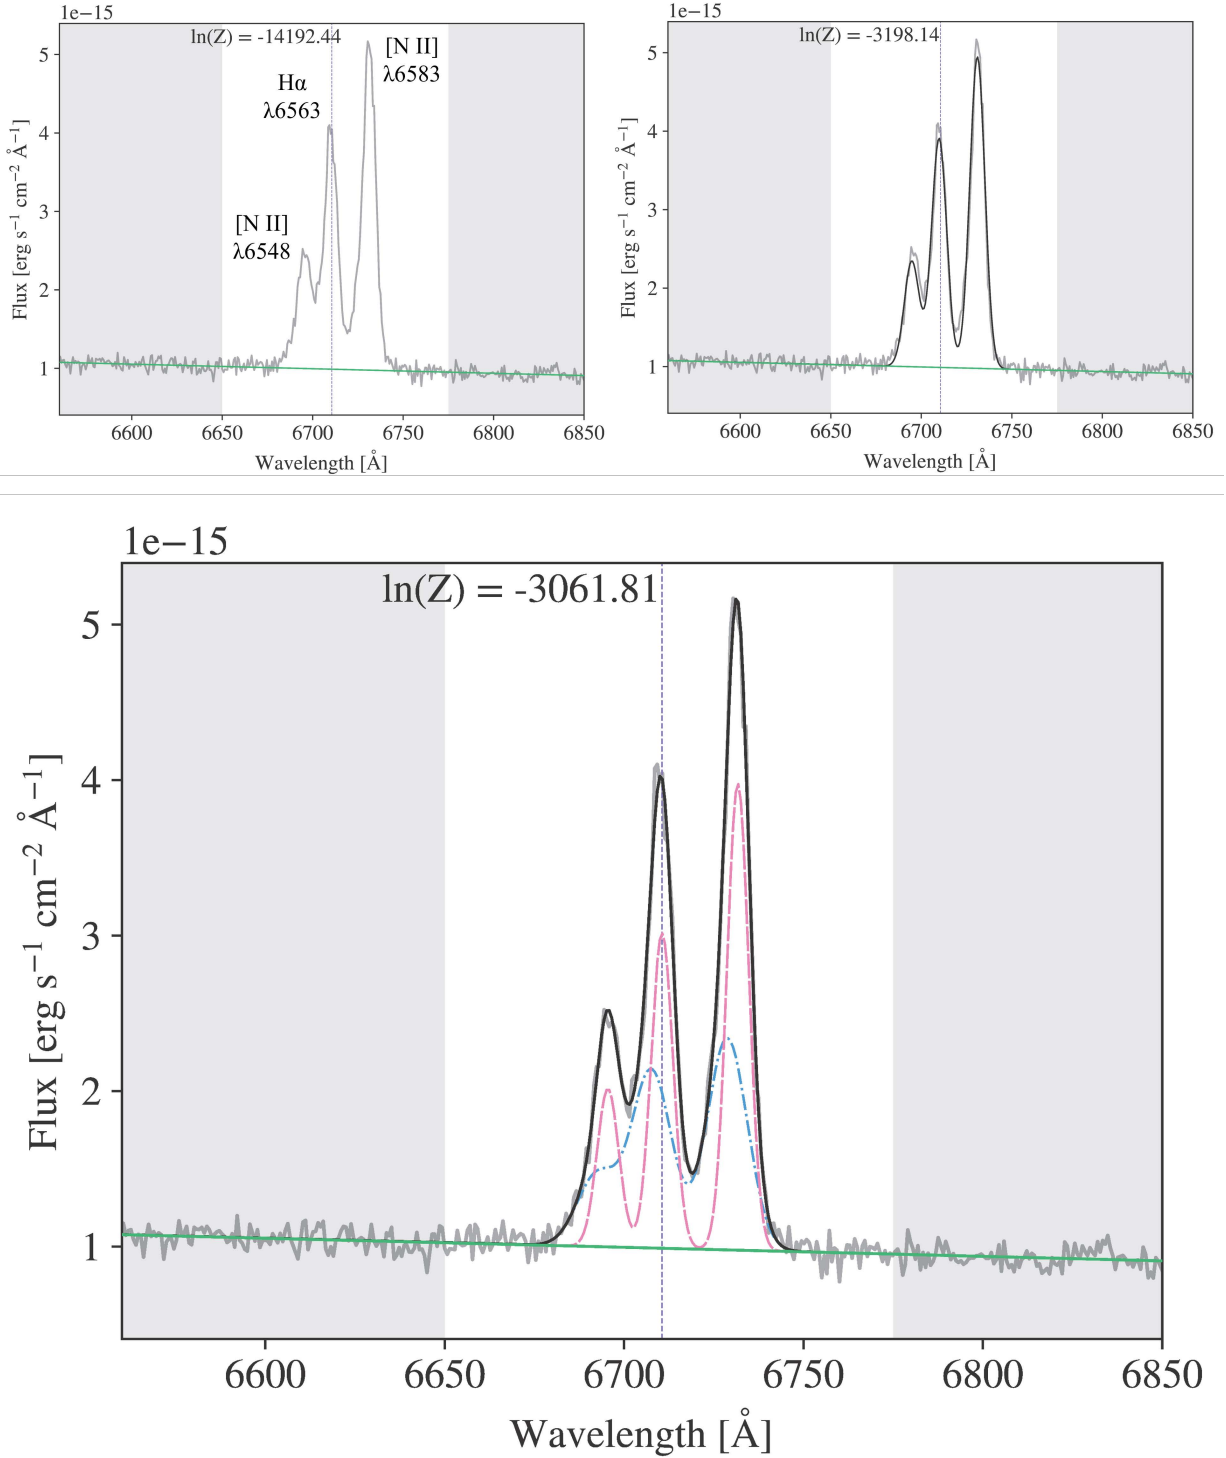 1e−15
ln(Z) = -14192.44
[N II]
λ6583
Hα
λ6563
[N II]
λ6548
Flux [erg s⁻¹ cm⁻² Å⁻¹]
5
4
3
2
1
6600 6650 6700 6750 6800 6850
Wavelength [Å]
1e−15
ln(Z) = -3198.14
Flux [erg s⁻¹ cm⁻² Å⁻¹]
5
4
3
2
1
6600 6650 6700 6750 6800 6850
Wavelength [Å]
1e−15
ln(Z) = -3061.81
Flux [erg s⁻¹ cm⁻² Å⁻¹]
5
4
3
2
1
6600 6650 6700 6750 6800 6850
Wavelength [Å]